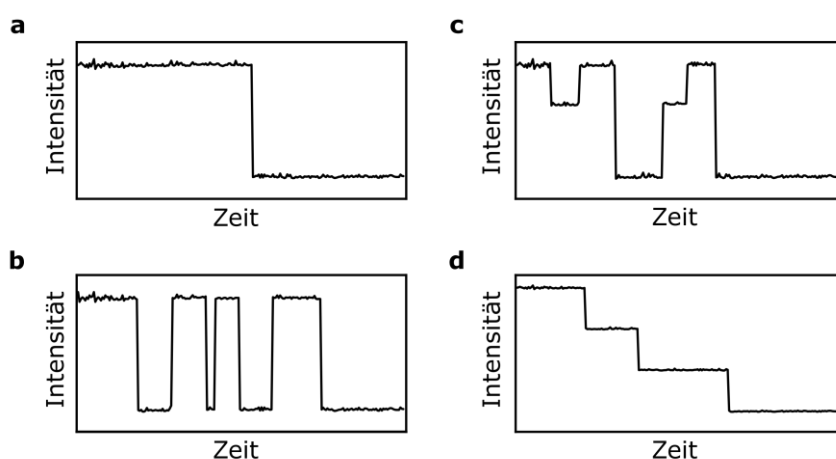 a
Intensität
Zeit
b
Intensität
Zeit
c
Intensität
Zeit
d
Intensität
Zeit